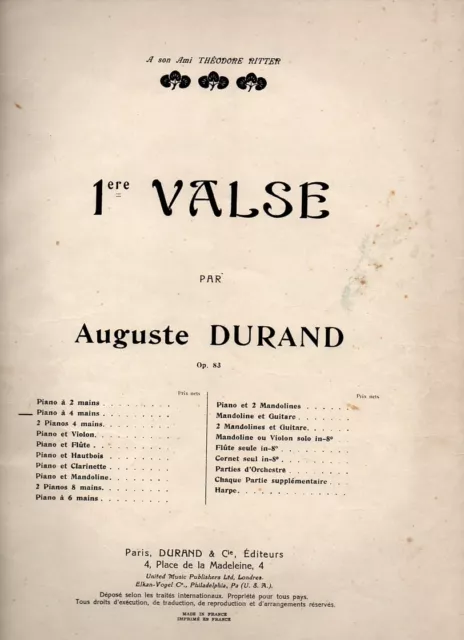 A son Ami THÉODORE RITTER
1ere VALSE
PAR
Auguste DURAND
Op. 83
Prix nets
Piano à 2 mains
Piano à 4 mains
2 Pianos 4 mains
Piano et Violon
Piano et Flûte
Piano et Hautbois
Piano et Clarinette
Piano et Mandoline
2 Pianos 8 mains
Piano à 6 mains
Prix nets
Piano et 2 Mandolines
Mandoline et Guitare
2 Mandolines et Guitare
Mandoline ou Violon solo in-8º
Flûte seule in-8º
Cornet seul in-8º
Parties d'Orchestre
Chaque Partie supplémentaire
Harpe
Paris, DURAND & Cie, Éditeurs
4, Place de la Madeleine, 4
United Music Publishers Ltd, Londres.
Elkan-Vogel Cº., Philadelphia, Pa (U. S. A.).
Déposé selon les traités internationaux. Propriété pour tous pays.
Tous droits d'exécution, de traduction, de reproduction et d'arrangements réservés.
MADE IN FRANCE
IMPRIMÉ EN FRANCE